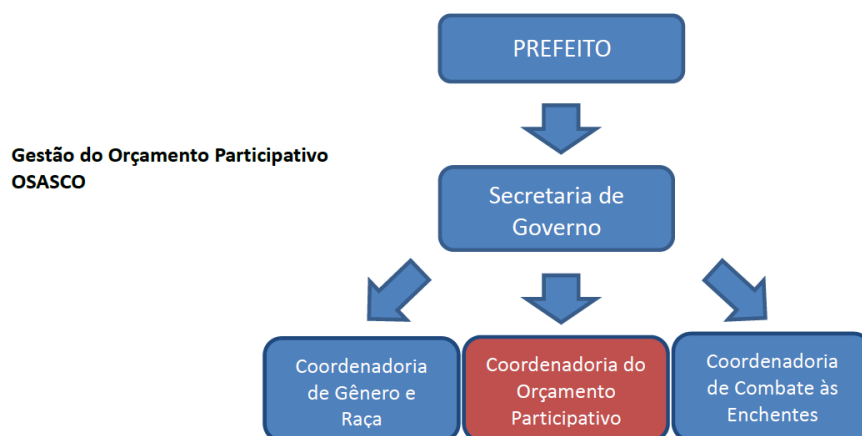 PREFEITO
Gestão do Orçamento Participativo
OSASCO
Secretaria de
Governo
Coordenadoria
de Gênero e
Raça
Coordenadoria do
Orçamento
Participativo
Coordenadoria
de Combate às
Enchentes